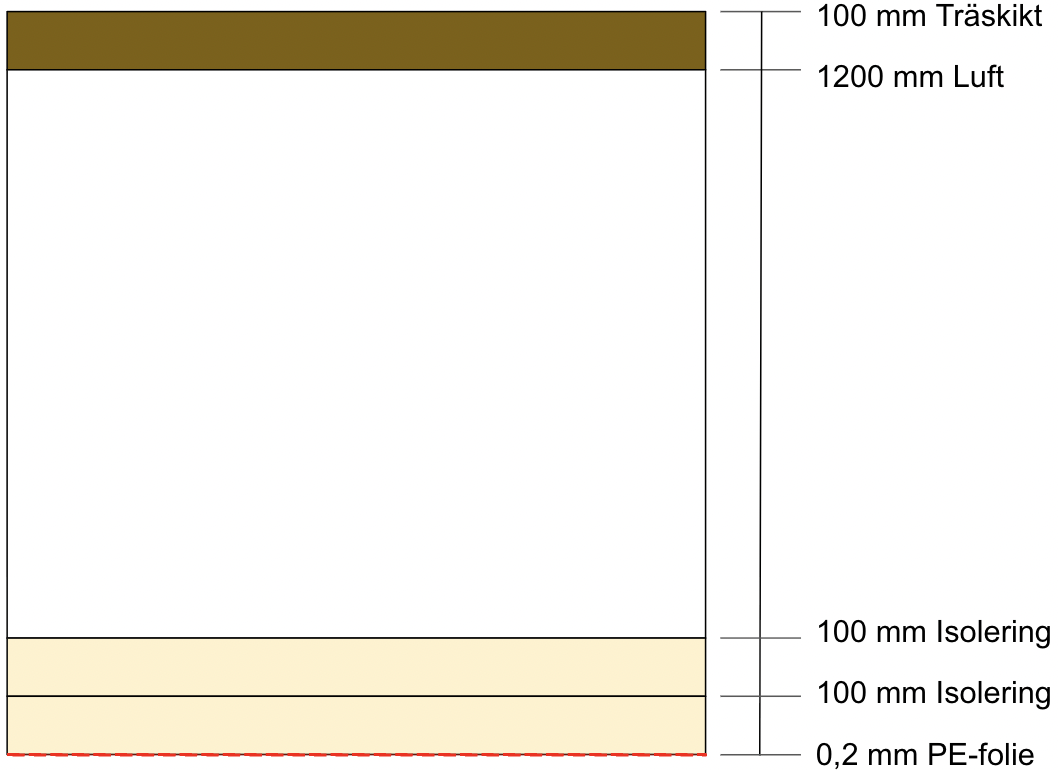 100 mm Träskikt
1200 mm Luft
100 mm Isolering
100 mm Isolering
0,2 mm PE-folie